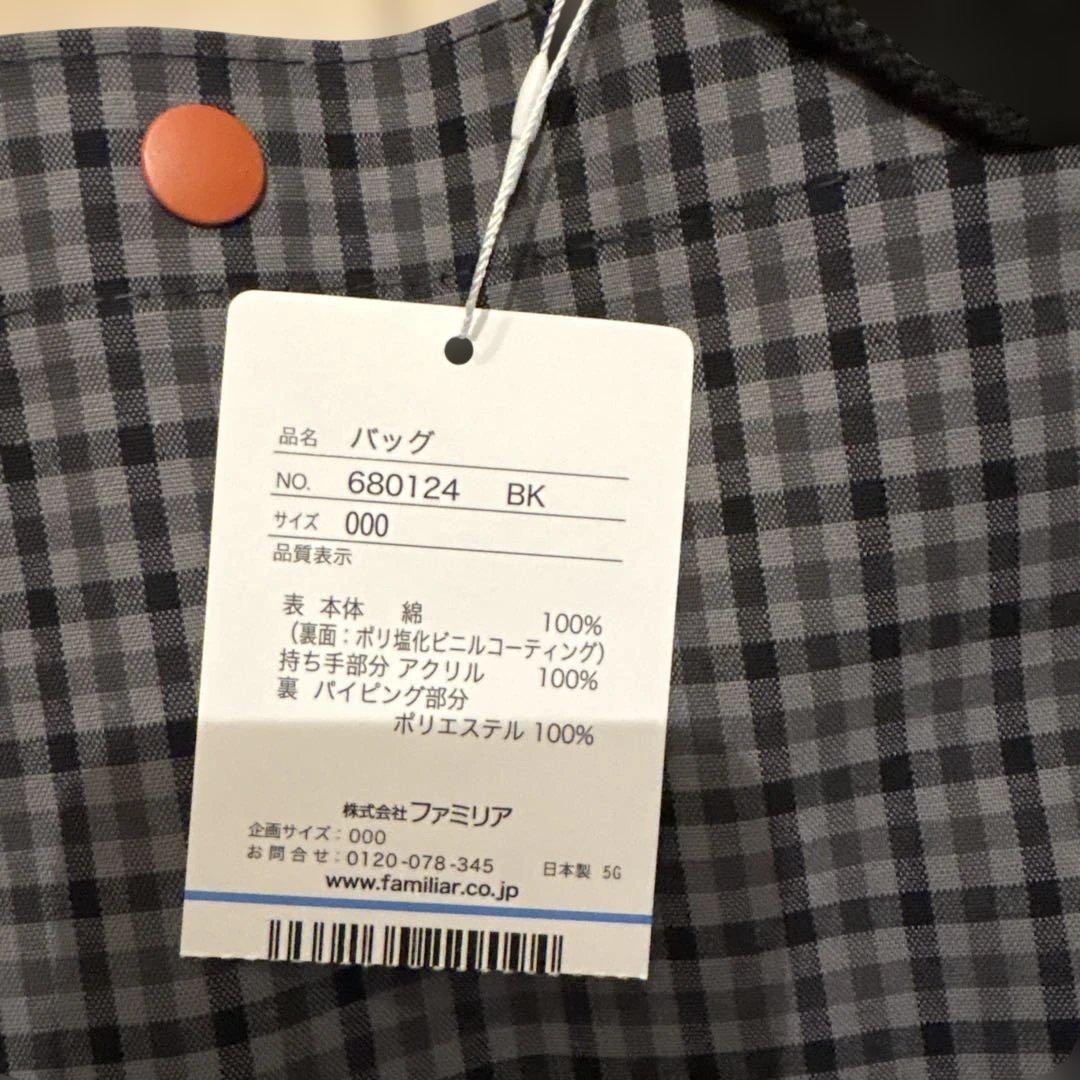 品名 バッグ
NO. 680124 BK
サイズ 000
品質表示
表 本体 綿 100%
（裏面：ポリ塩化ビニルコーティング）
持ち手部分 アクリル 100%
裏 パイピング部分
ポリエステル 100%
株式会社ファミリア
企画サイズ：000
お問合せ：0120-078-345 日本製 5G
www.familiar.co.jp